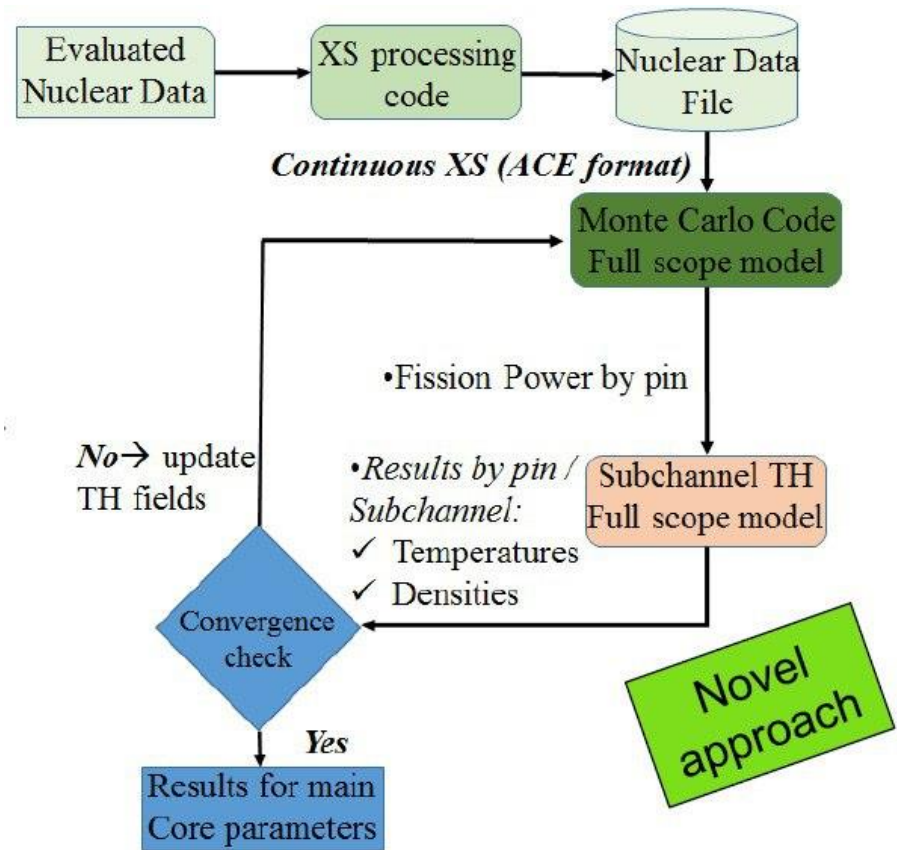 Evaluated
Nuclear Data
XS processing
code
Nuclear Data
File
Continuous XS (ACE format)
Monte Carlo Code
Full scope model
•Fission Power by pin
No→ update
TH fields
•Results by pin /
Subchannel:
✓ Temperatures
✓ Densities
Subchannel TH
Full scope model
Convergence
check
Novel
approach
Yes
Results for main
Core parameters